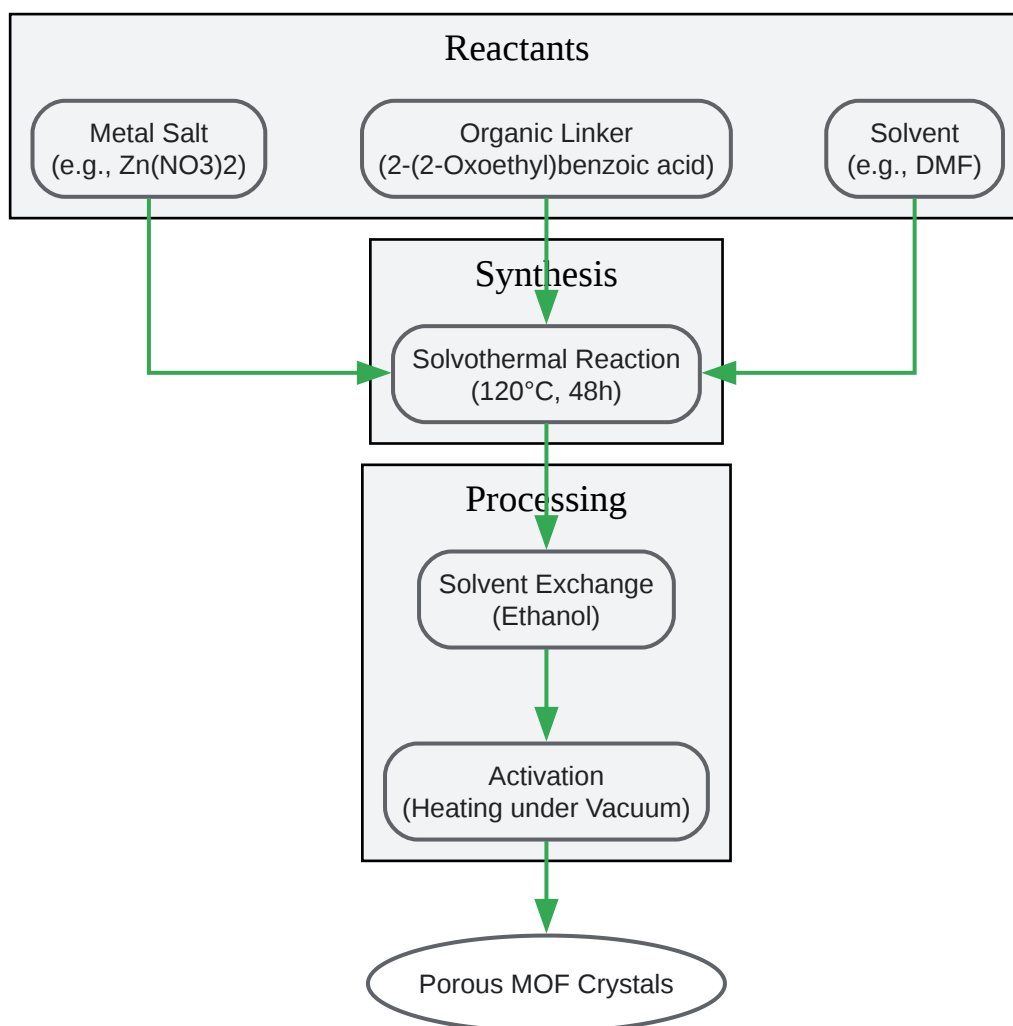 Reactants
Metal Salt
(e.g., Zn(NO3)2)
Organic Linker
(2-(2-Oxoethyl)benzoic acid)
Solvent
(e.g., DMF)
Synthesis
Solvothermal Reaction
(120°C, 48h)
Processing
Solvent Exchange
(Ethanol)
Activation
(Heating under Vacuum)
Porous MOF Crystals